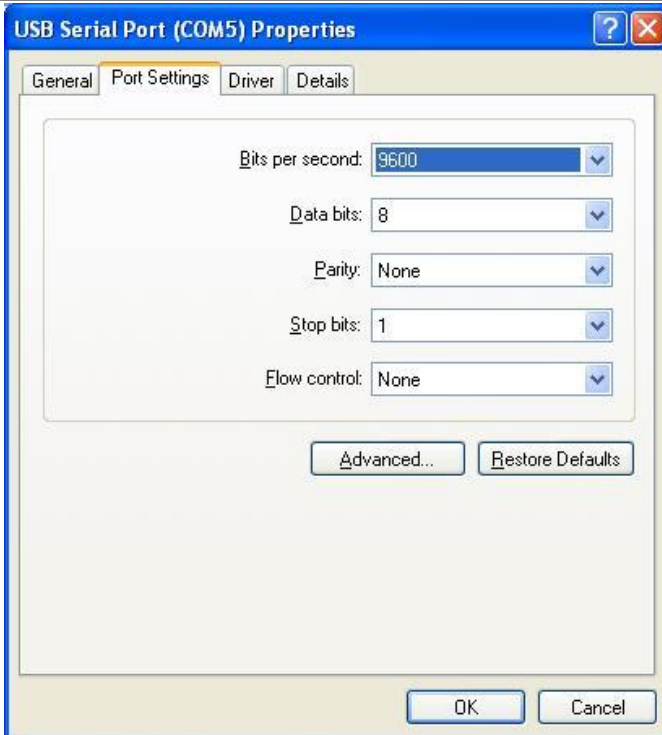 USB Serial Port (COM5) Properties
General Port Settings Driver Details
Bits per second: 9600
Data bits: 8
Parity: None
Stop bits: 1
Flow control: None
Advanced... Restore Defaults
OK Cancel